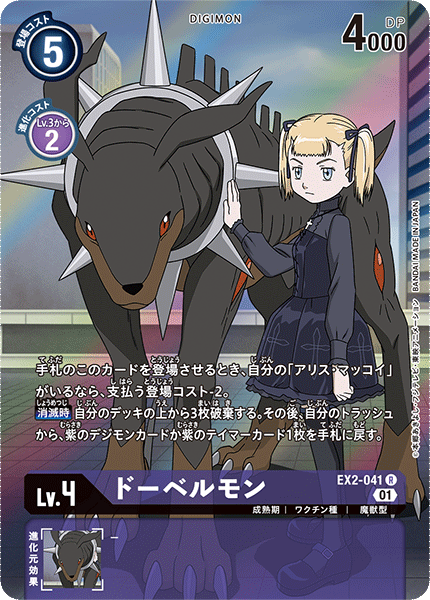 DIGIMON
登場コスト
5
DP
4000
進化コスト
Lv.3から
2
BANDAI MADE IN JAPAN
手札のこのカードを登場させるとき、自分の「アリス・マッコイ」
がいるなら、支払う登場コスト-2。
消滅時 自分のデッキの上から3枚破棄する。その後、自分のトラッシュ
から、紫のデジモンカードか紫のテイマーカード1枚を手札に戻す。
Lv.4
ドーベルモン
EX2-041 R
01
成熟期 | ワクチン種 | 魔獣型
進化元効果
-